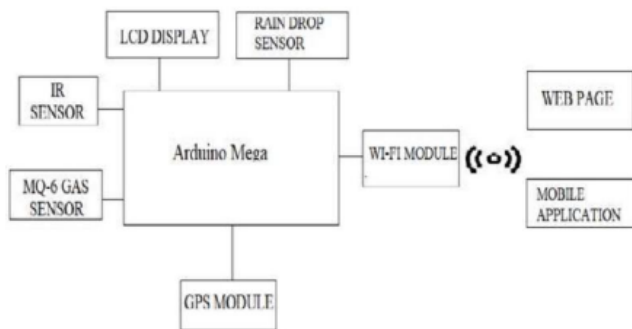 LCD DISPLAY
RAIN DROP
SENSOR
IR
SENSOR
Arduino Mega
WI-FI MODULE
WEB PAGE
MQ-6 GAS
SENSOR
MOBILE
APPLICATION
GPS MODULE